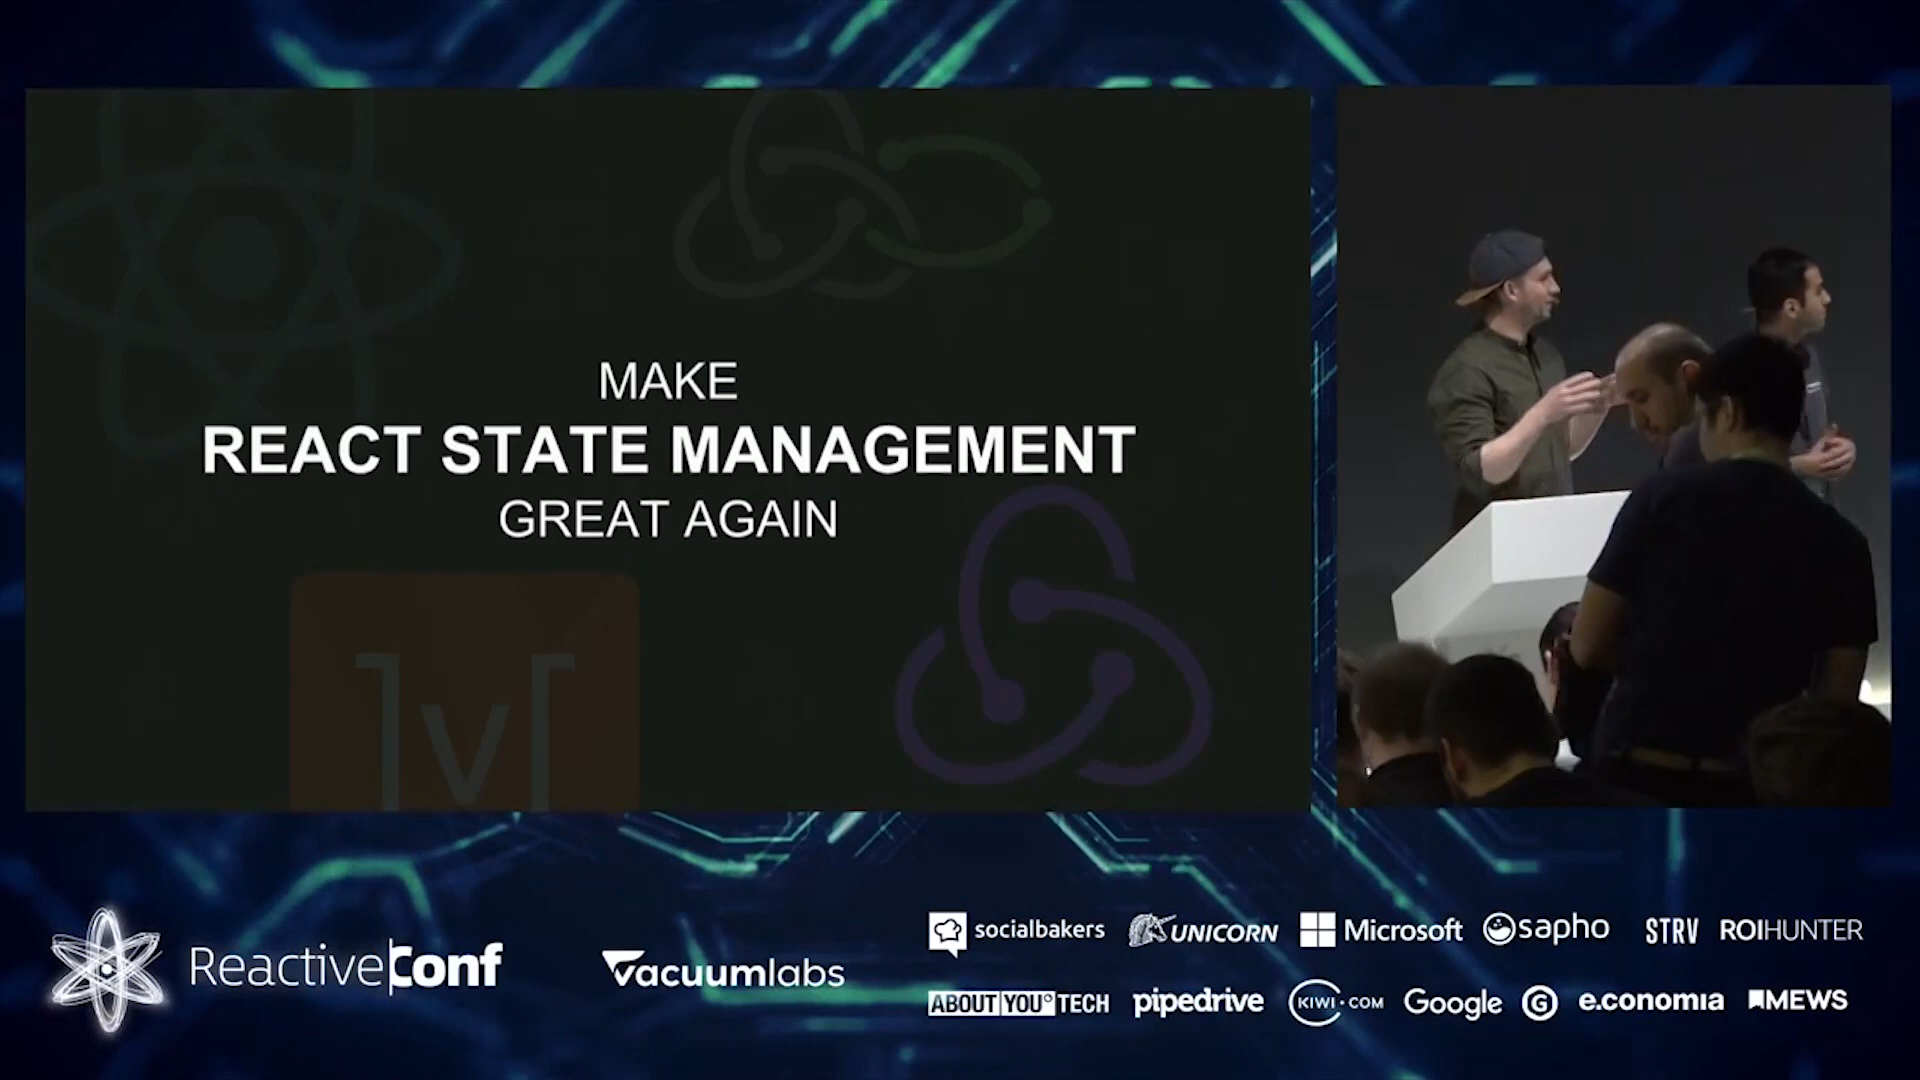 MAKE
REACT STATE MANAGEMENT
GREAT AGAIN
ReactiveConf
vacuumlabs
socialbakers UNICORN Microsoft sapho STRV ROIHUNTER
ABOUT YOU° TECH pipedrive KIWI.COM Google G e.conomia MEWS